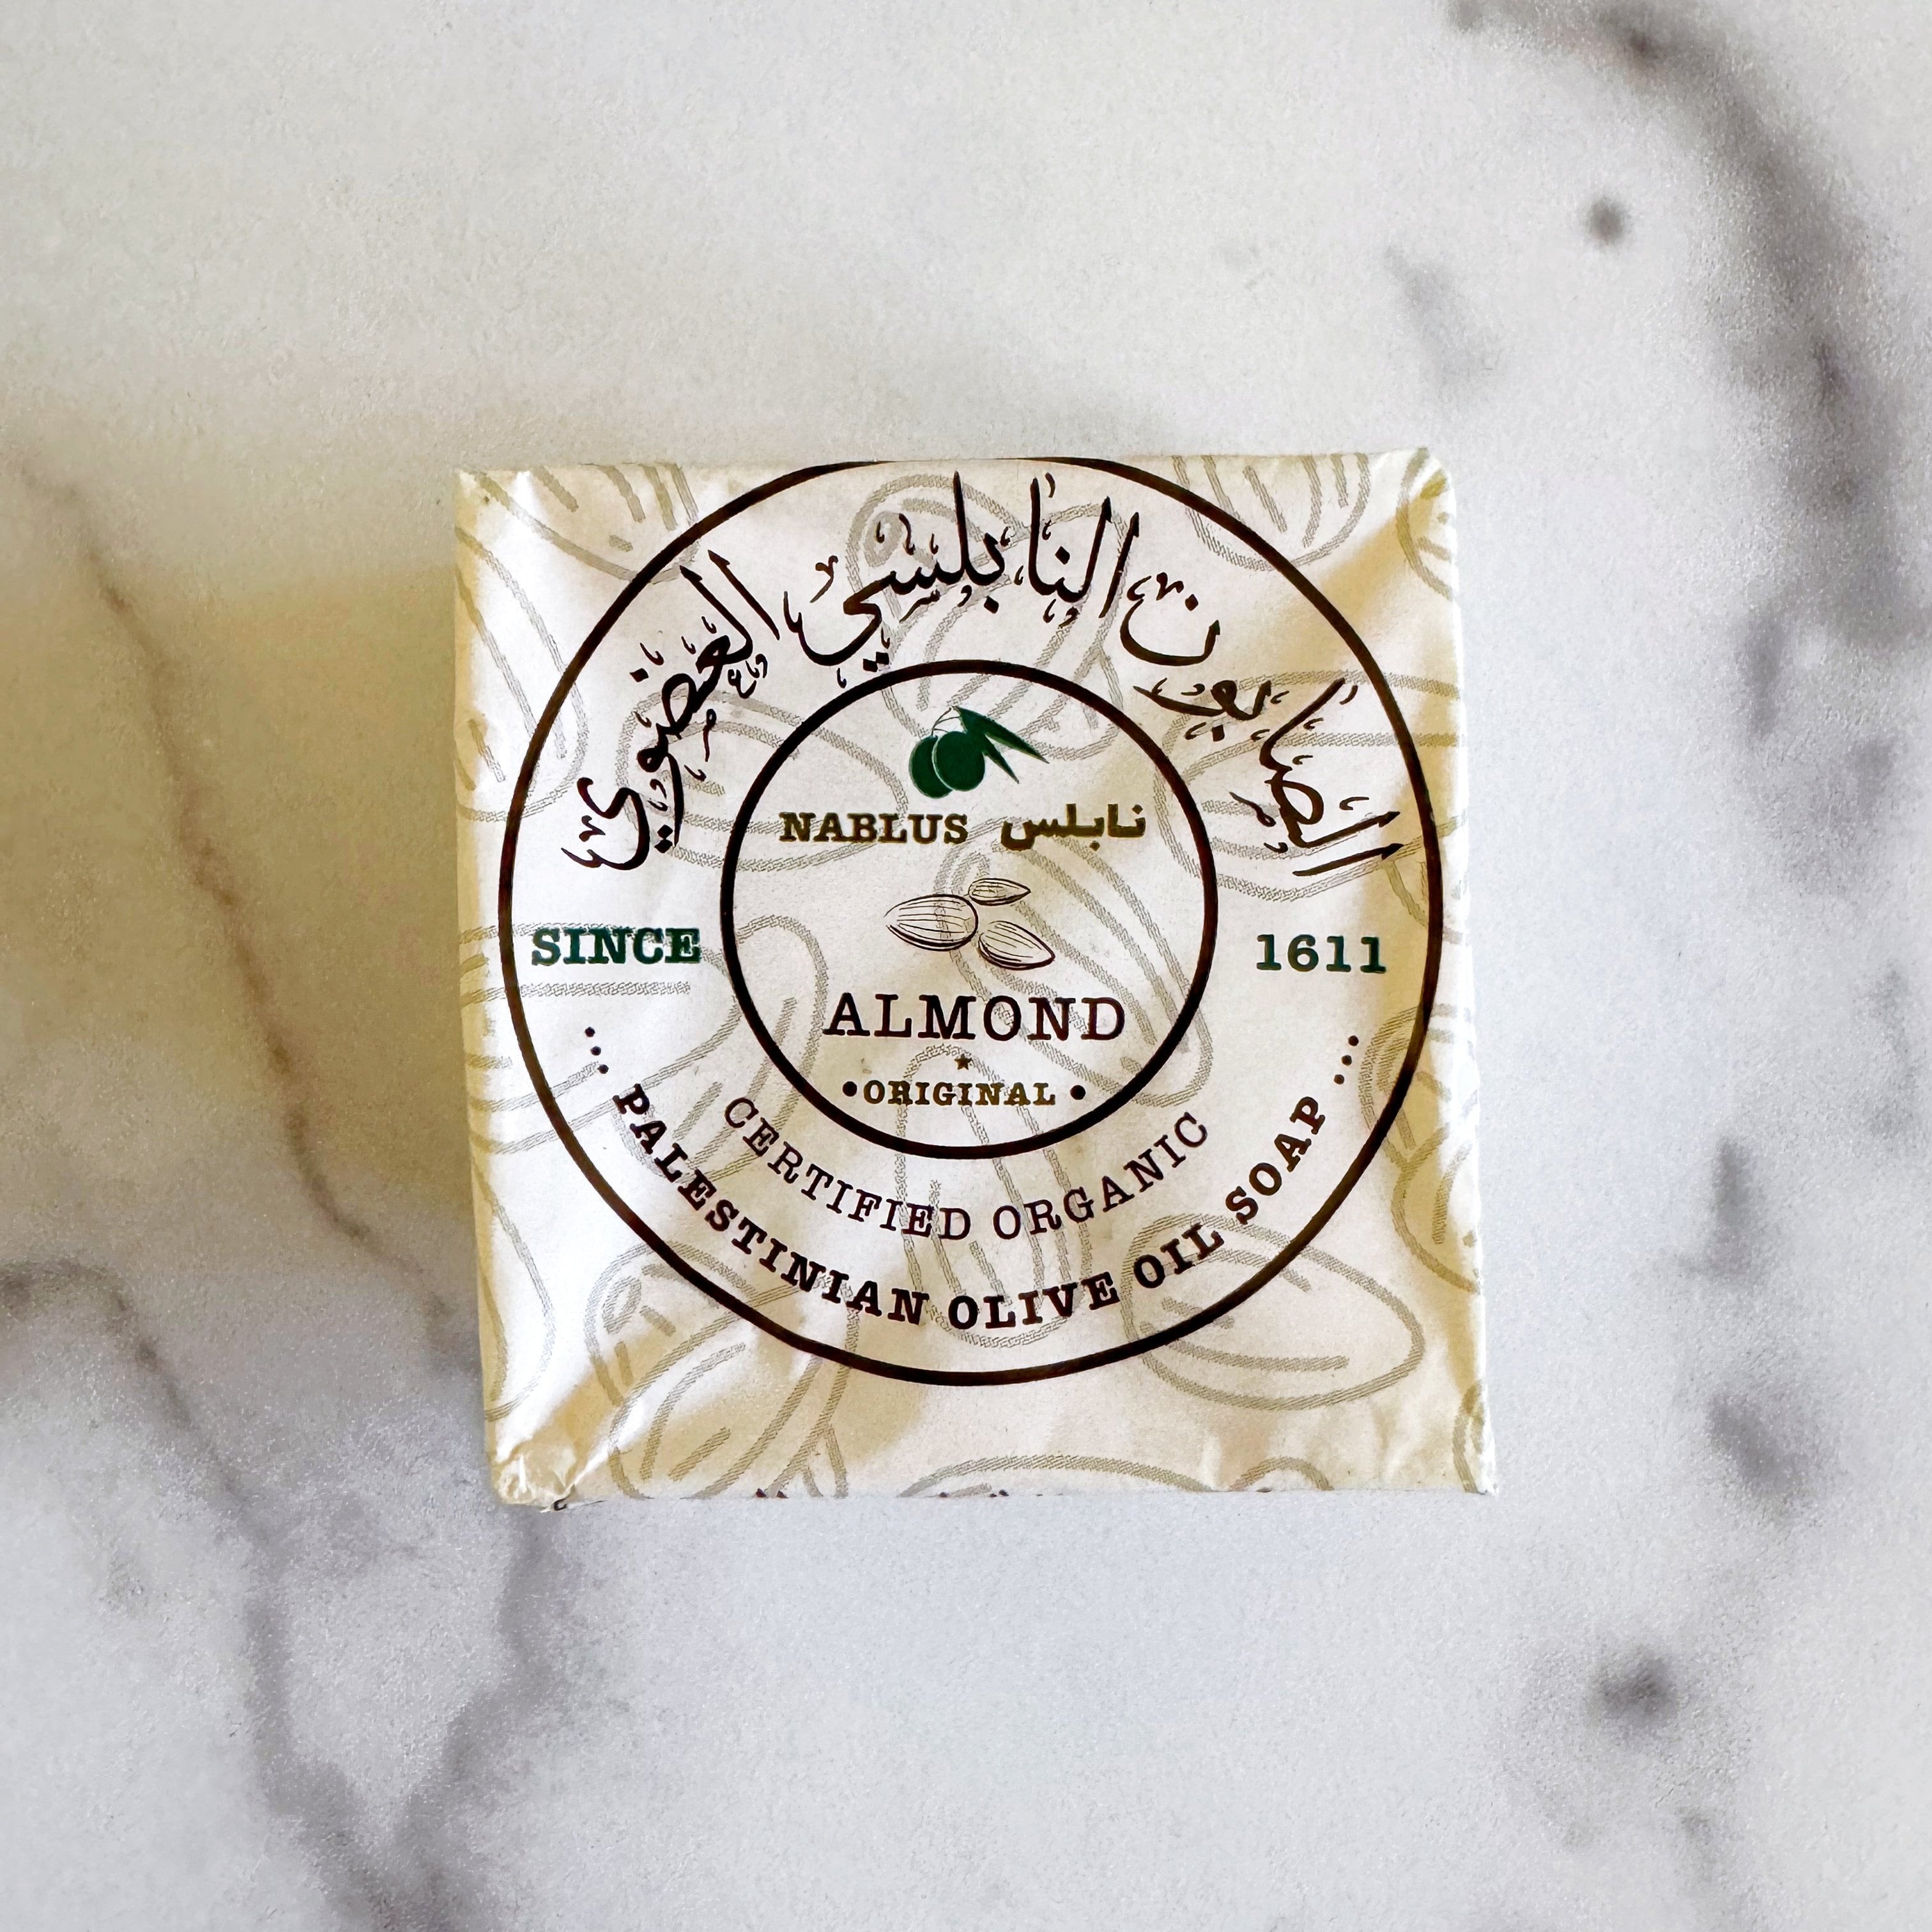 الصابون النابلسي العضوي
NABLUS نابلس
SINCE 1611
ALMOND
•ORIGINAL•
CERTIFIED ORGANIC
... PALESTINIAN OLIVE OIL SOAP ...